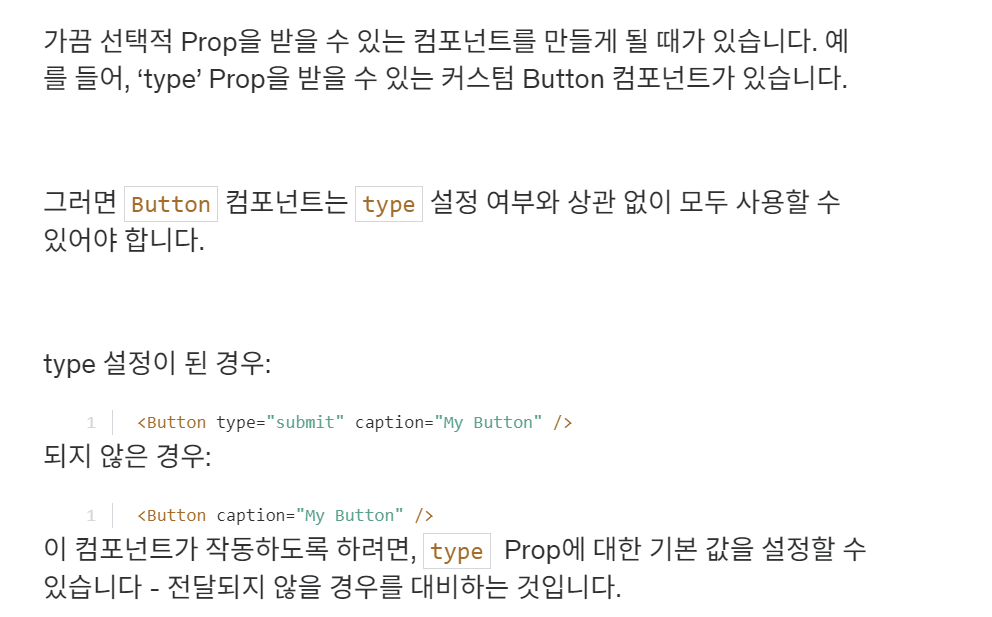 가끔 선택적 Prop을 받을 수 있는 컴포넌트를 만들게 될 때가 있습니다. 예
를 들어, ‘type’ Prop을 받을 수 있는 커스텀 Button 컴포넌트가 있습니다.
그러면 Button 컴포넌트는 type 설정 여부와 상관 없이 모두 사용할 수
있어야 합니다.
type 설정이 된 경우:
1 <Button type="submit" caption="My Button" />
되지 않은 경우:
1 <Button caption="My Button" />
이 컴포넌트가 작동하도록 하려면, type Prop에 대한 기본 값을 설정할 수
있습니다 - 전달되지 않을 경우를 대비하는 것입니다.